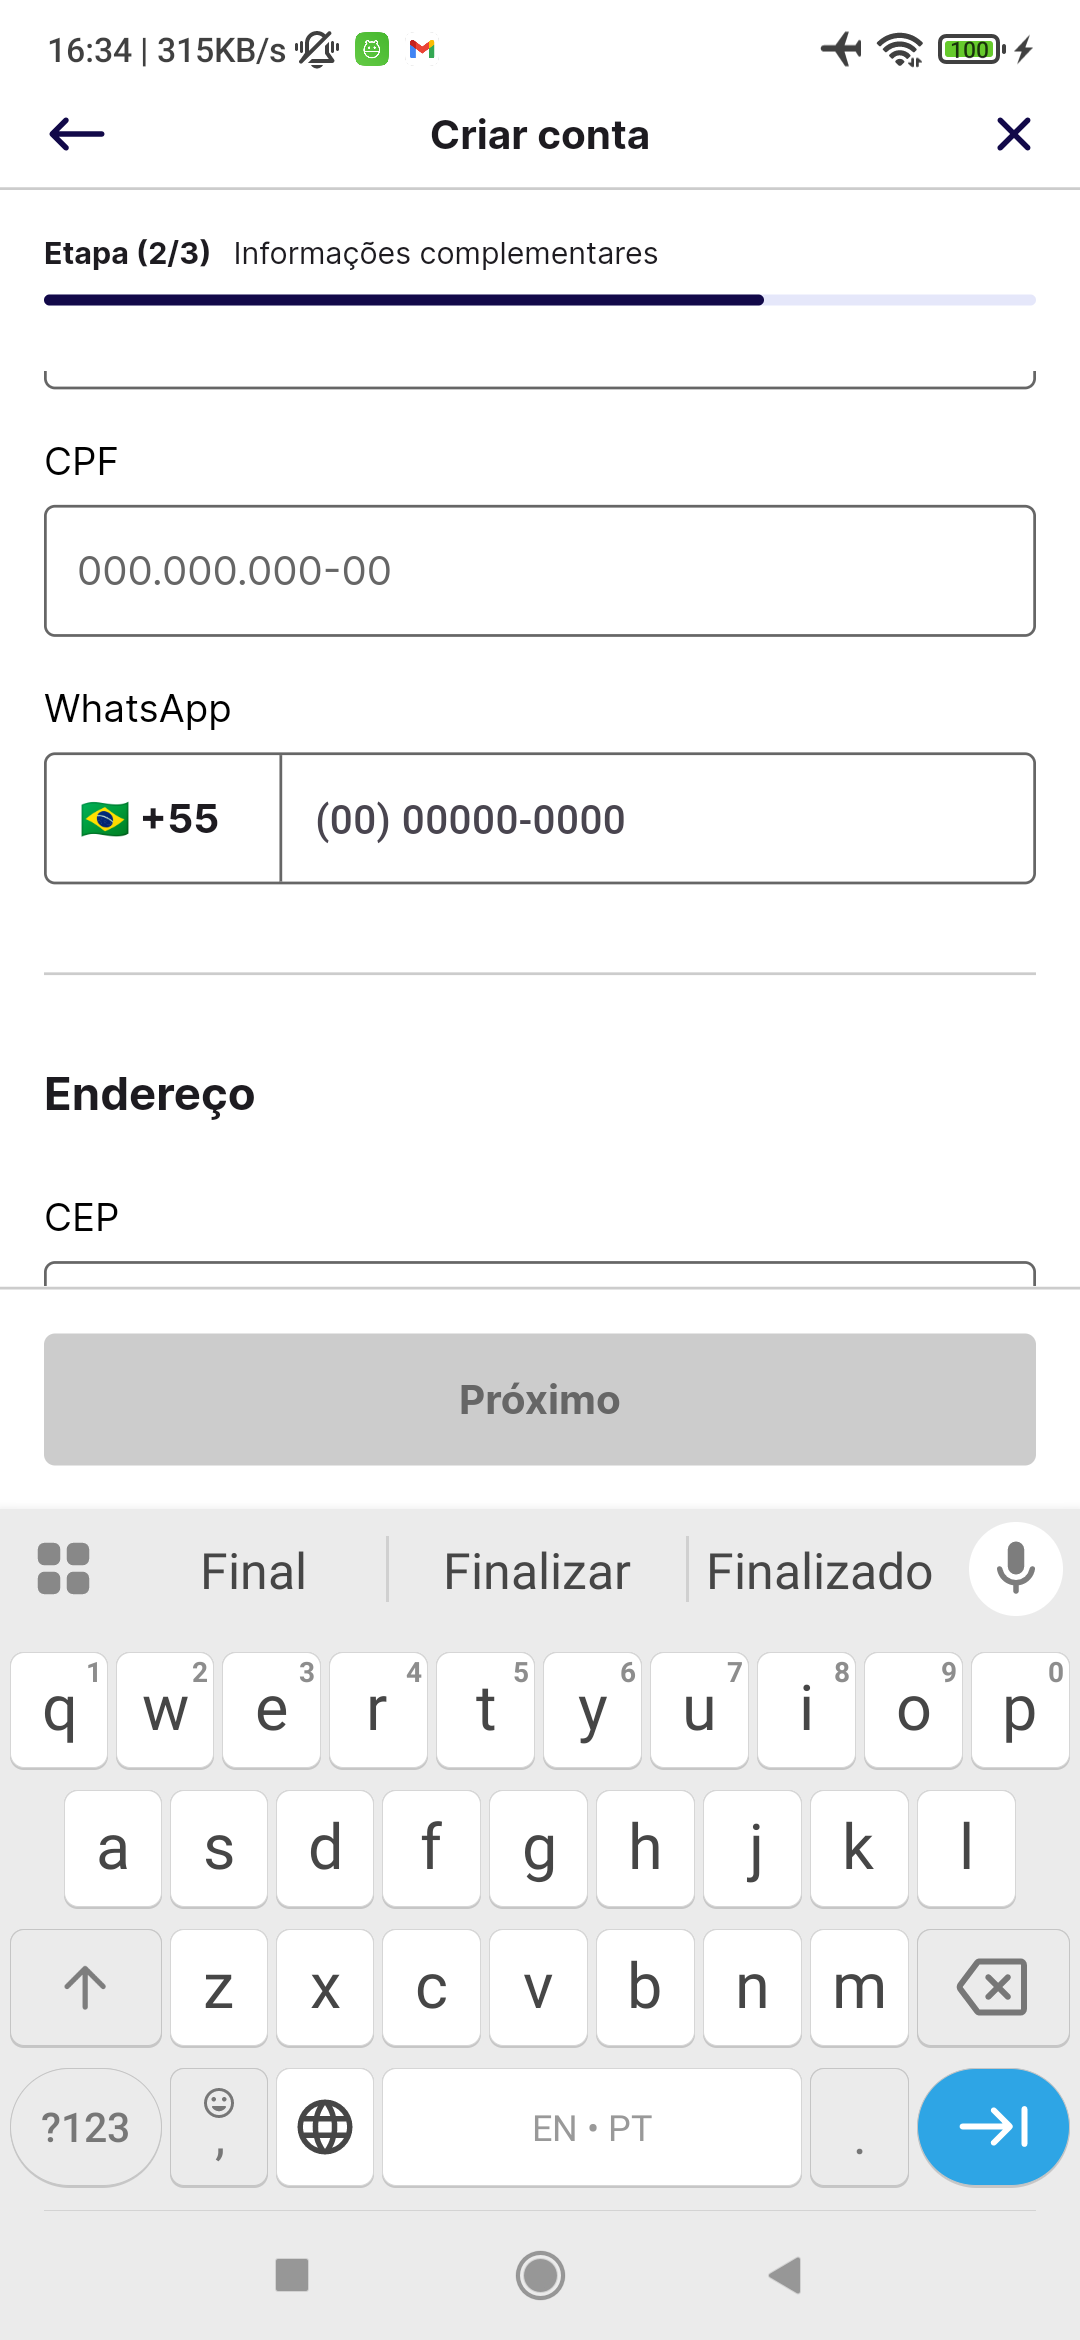 16:34 | 315KB/s
100
Criar conta
Etapa (2/3) Informações complementares
CPF
000.000.000-00
WhatsApp
+55 (00) 00000-0000
Endereço
CEP
Próximo
Final Finalizar Finalizado
1 2 3 4 5 6 7 8 9 0
q w e r t y u i o p
a s d f g h j k l
z x c v b n m
?123 , EN • PT .